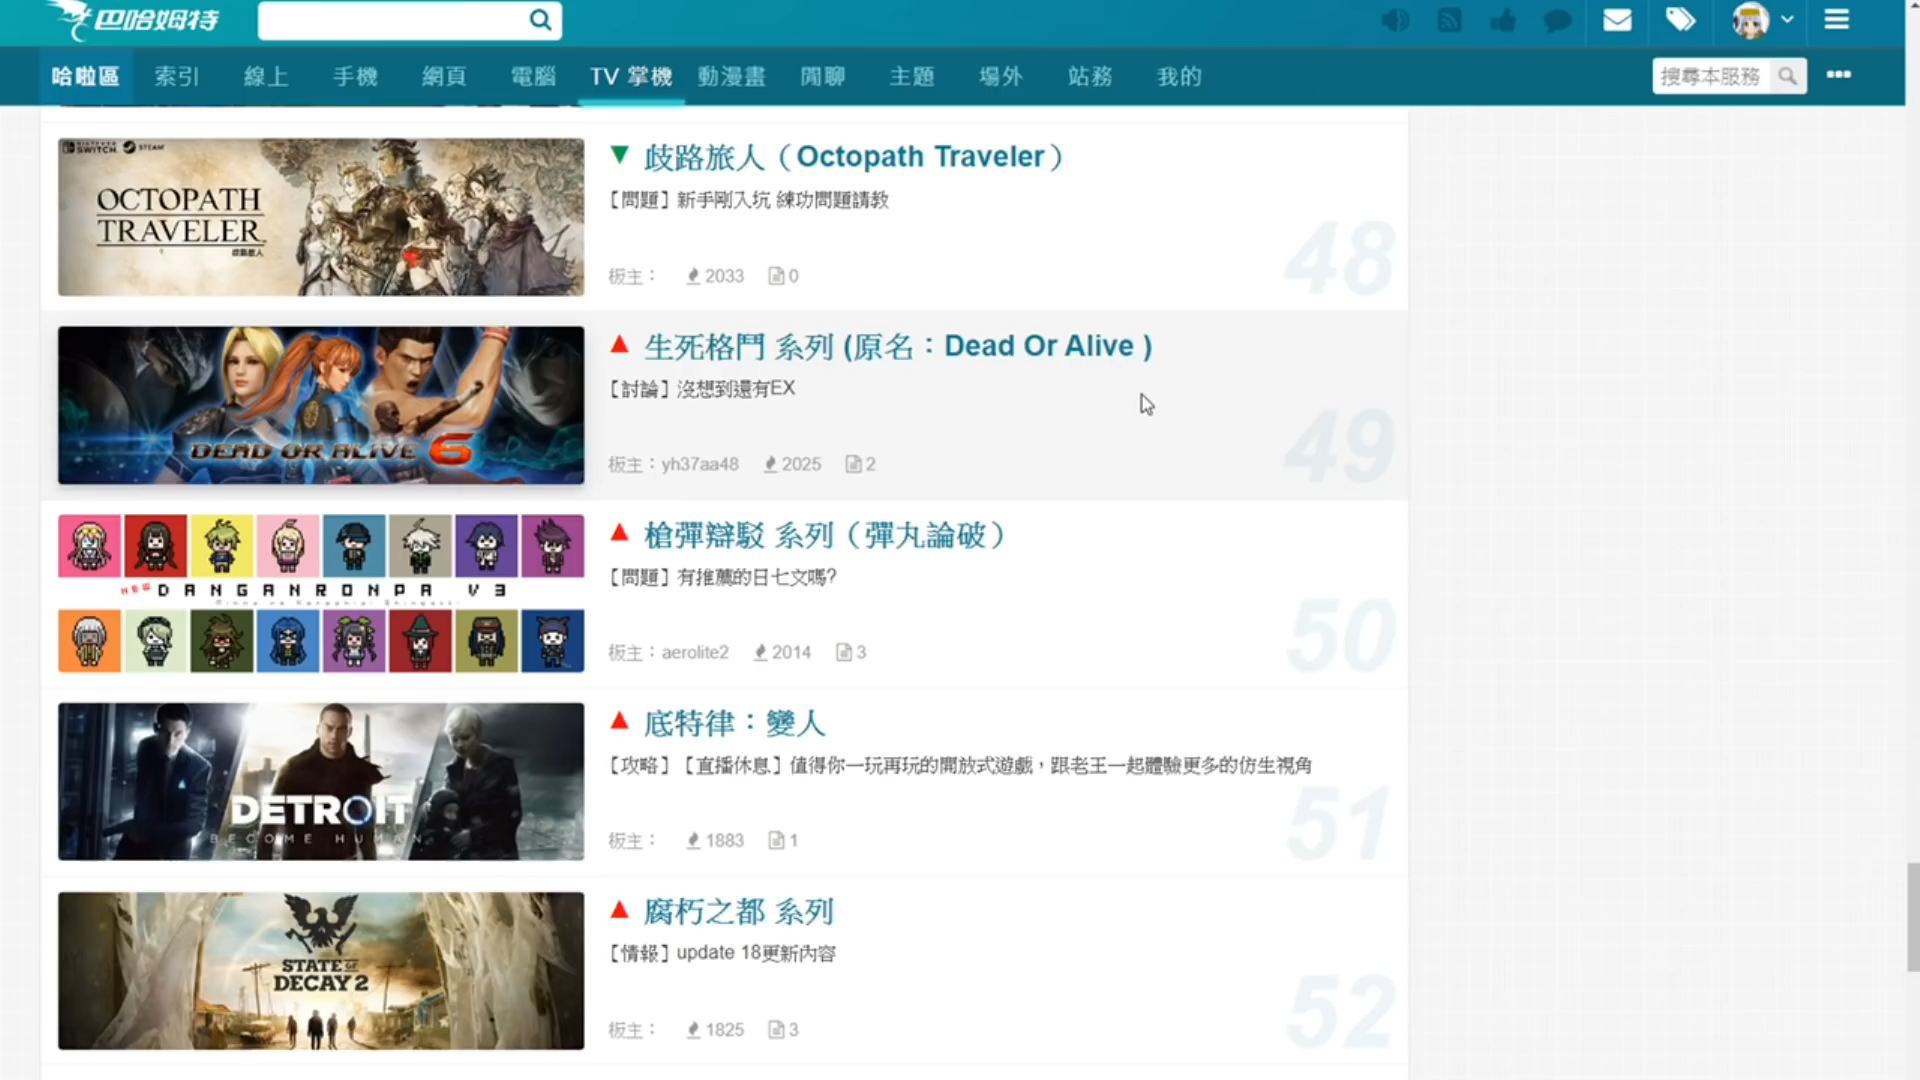 巴哈姆特
哈啦區 索引 線上 手機 網頁 電腦 TV 掌機 動漫畫 閒聊 主題 場外 站務 我的 搜尋本服務
NINTENDO SWITCH STEAM
OCTOPATH
TRAVELER
歧路旅人
歧路旅人（Octopath Traveler）
【問題】新手剛入坑 練功問題請教
48
板主： 2033 0
DEAD OR ALIVE 6
生死格鬥 系列 (原名：Dead Or Alive )
【討論】沒想到還有EX
49
板主：yh37aa48 2025 2
NEW DANGANRONPA V3
槍彈辯駁 系列（彈丸論破）
【問題】有推薦的日七文嗎?
50
板主：aerolite2 2014 3
DETROIT
BECOME HUMAN
底特律：變人
【攻略】【直播休息】值得你一玩再玩的開放式遊戲，跟老王一起體驗更多的仿生視角
51
板主： 1883 1
STATE OF
DECAY 2
腐朽之都 系列
【情報】update 18更新內容
52
板主： 1825 3